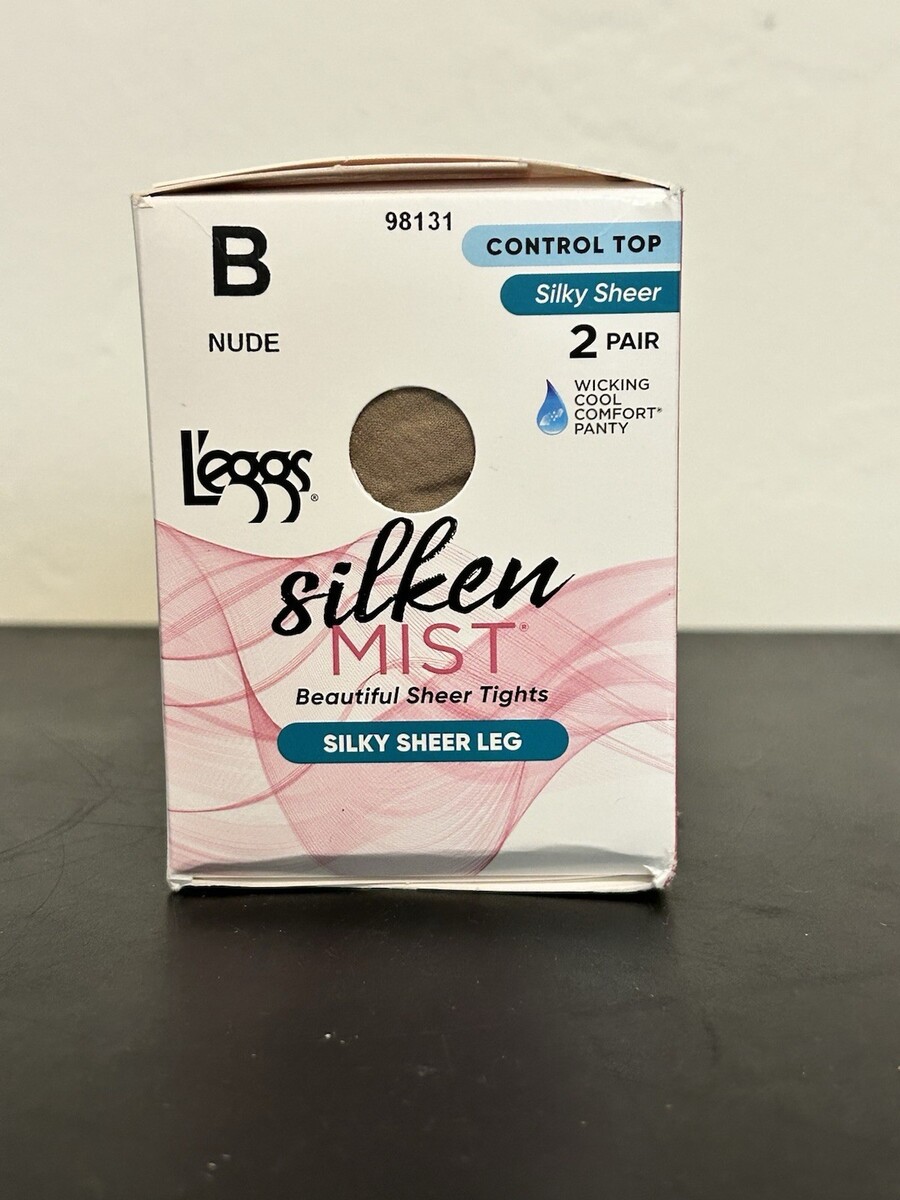 B
NUDE
98131
CONTROL TOP
Silky Sheer
2 PAIR
WICKING
COOL
COMFORT®
PANTY
L'eggs®
silken
MIST®
Beautiful Sheer Tights
SILKY SHEER LEG